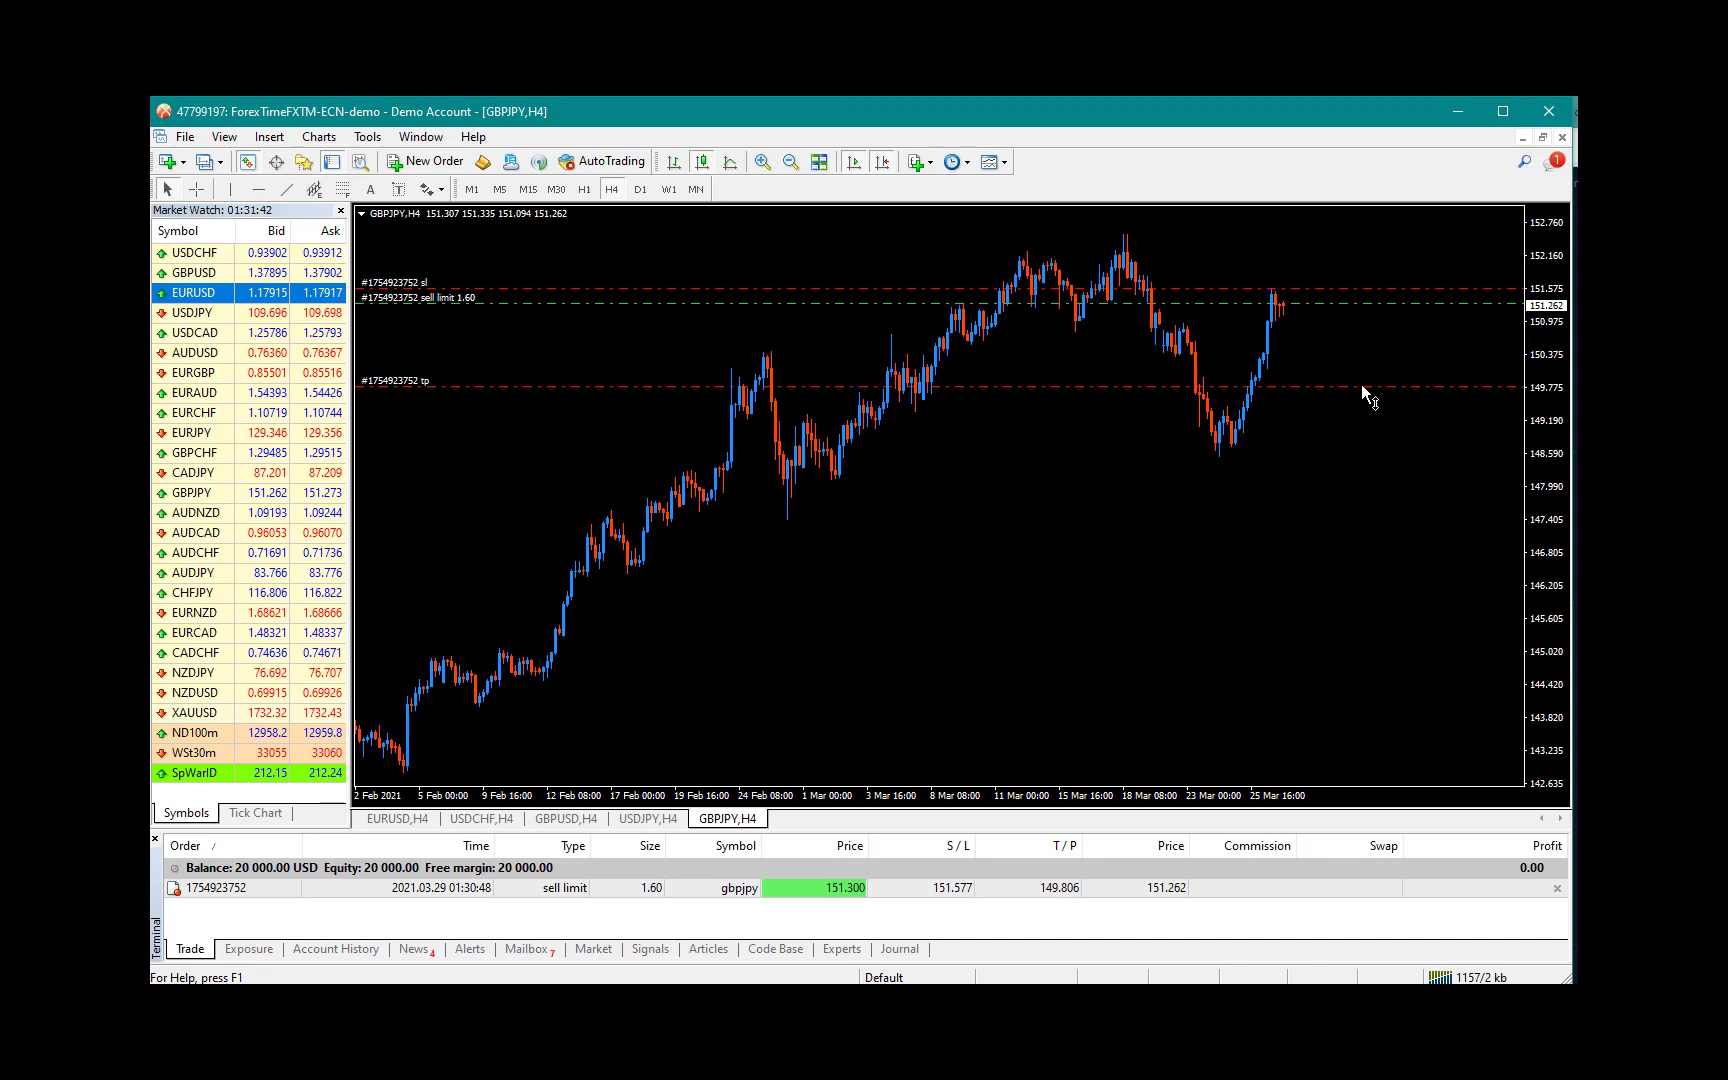 47799197: ForexTimeFXTM-ECN-demo - Demo Account - [GBPJPY,H4]
File View Insert Charts Tools Window Help
New Order AutoTrading 1
A T M1 M5 M15 M30 H1 H4 D1 W1 MN
Market Watch: 01:31:42
Symbol Bid Ask
USDCHF 0.93902 0.93912
GBPUSD 1.37895 1.37902
EURUSD 1.17915 1.17917
USDJPY 109.696 109.698
USDCAD 1.25786 1.25793
AUDUSD 0.76360 0.76367
EURGBP 0.85501 0.85516
EURAUD 1.54393 1.54426
EURCHF 1.10719 1.10744
EURJPY 129.346 129.356
GBPCHF 1.29485 1.29515
CADJPY 87.201 87.209
GBPJPY 151.262 151.273
AUDNZD 1.09193 1.09244
AUDCAD 0.96053 0.96070
AUDCHF 0.71691 0.71736
AUDJPY 83.766 83.776
CHFJPY 116.806 116.822
EURNZD 1.68621 1.68666
EURCAD 1.48321 1.48337
CADCHF 0.74636 0.74671
NZDJPY 76.692 76.707
NZDUSD 0.69915 0.69926
XAUUSD 1732.32 1732.43
ND100m 12958.2 12959.8
WSt30m 33055 33060
SpWarID 212.15 212.24
Symbols Tick Chart
GBPJPY,H4 151.307 151.335 151.094 151.262
#1754923752 sl
#1754923752 sell limit 1.60
#1754923752 tp
152.760
152.160
151.575
151.262
150.975
150.375
149.775
149.190
148.590
147.990
147.405
146.805
146.205
145.605
145.020
144.420
143.820
143.235
142.635
2 Feb 2021 5 Feb 00:00 9 Feb 16:00 12 Feb 08:00 17 Feb 00:00 19 Feb 16:00 24 Feb 08:00 1 Mar 00:00 3 Mar 16:00 8 Mar 08:00 11 Mar 00:00 15 Mar 16:00 18 Mar 08:00 23 Mar 00:00 25 Mar 16:00
EURUSD,H4 USDCHF,H4 GBPUSD,H4 USDJPY,H4 GBPJPY,H4
Order / Time Type Size Symbol Price S / L T / P Price Commission Swap Profit
Balance: 20 000.00 USD Equity: 20 000.00 Free margin: 20 000.00 0.00
1754923752 2021.03.29 01:30:48 sell limit 1.60 gbpjpy 151.300 151.577 149.806 151.262
Terminal
Trade Exposure Account History News 4 Alerts Mailbox 7 Market Signals Articles Code Base Experts Journal
For Help, press F1 Default 1157/2 kb